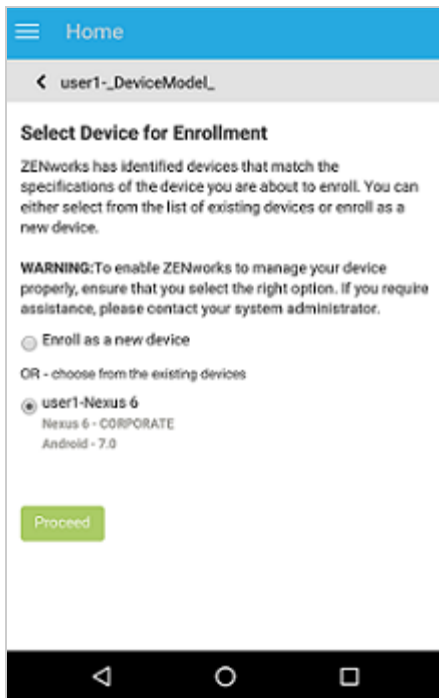 Home
user1-_DeviceModel_
Select Device for Enrollment
ZENworks has identified devices that match the
specifications of the device you are about to enroll. You can
either select from the list of existing devices or enroll as a
new device.
WARNING:To enable ZENworks to manage your device
properly, ensure that you select the right option. If you require
assistance, please contact your system administrator.
Enroll as a new device
OR - choose from the existing devices
user1-Nexus 6
Nexus 6 - CORPORATE
Android - 7.0
Proceed